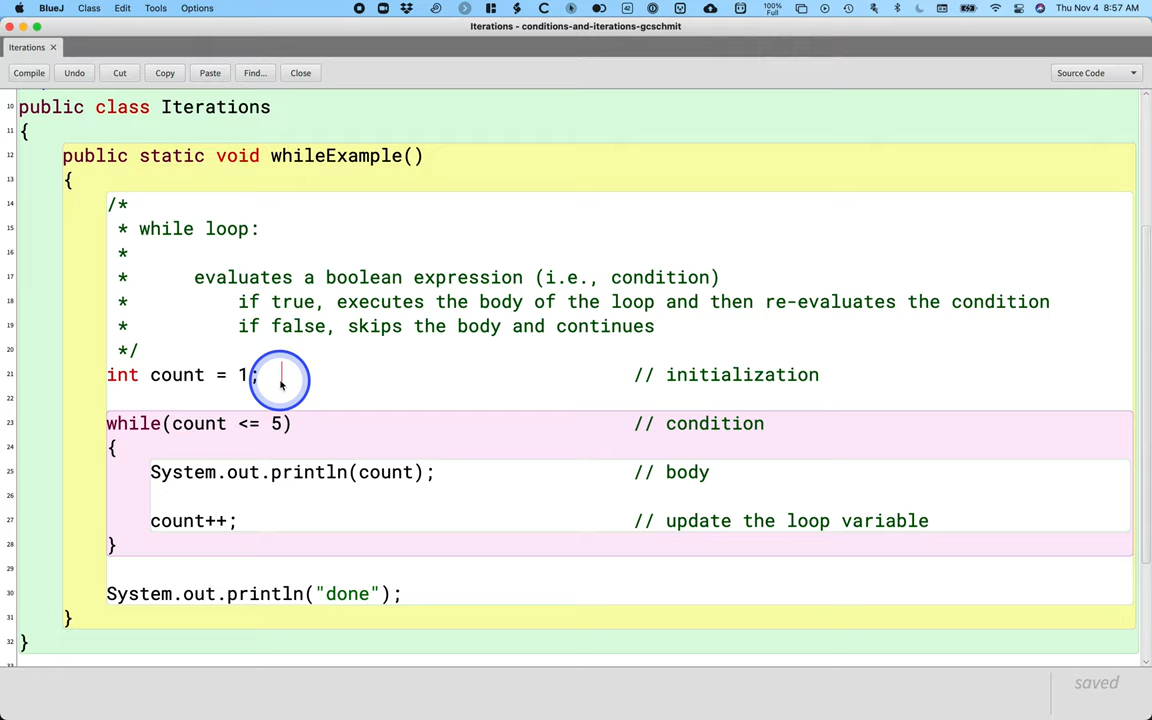 BlueJ Class Edit Tools Options 42 100% Full Thu Nov 4 8:57 AM
Iterations - conditions-and-iterations-gcschmit
Iterations ×
Compile Undo Cut Copy Paste Find... Close Source Code
10 public class Iterations
11 {
12 public static void whileExample()
13 {
14 /*
15 * while loop:
16 *
17 * evaluates a boolean expression (i.e., condition)
18 * if true, executes the body of the loop and then re-evaluates the condition
19 * if false, skips the body and continues
20 */
21 int count = 1; // initialization
22
23 while(count <= 5) // condition
24 {
25 System.out.println(count); // body
26
27 count++; // update the loop variable
28 }
29
30 System.out.println("done");
31 }
32 }
33
saved